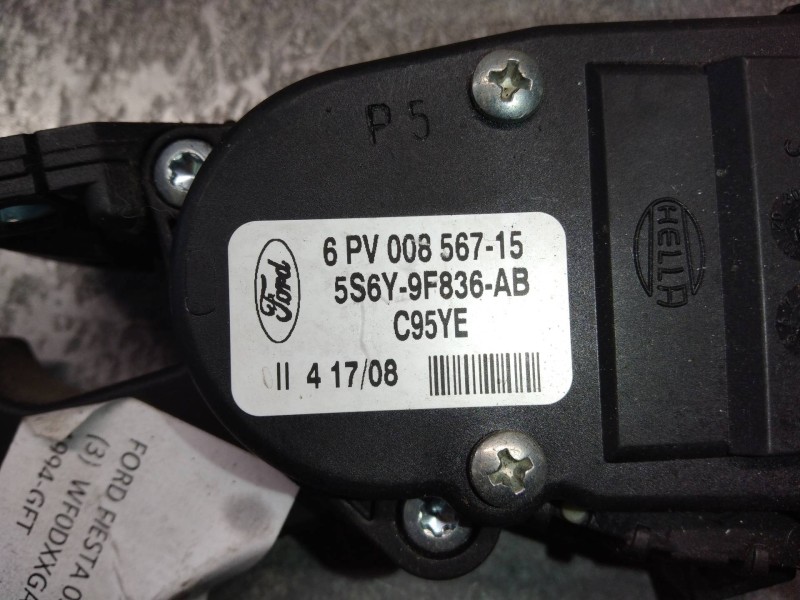 P5
HELLA
Ford
6 PV 008 567-15
5S6Y-9F836-AB
C95YE
II 4 17/08
FORD FIESTA
(3) WF0DXXGA
994-GFT